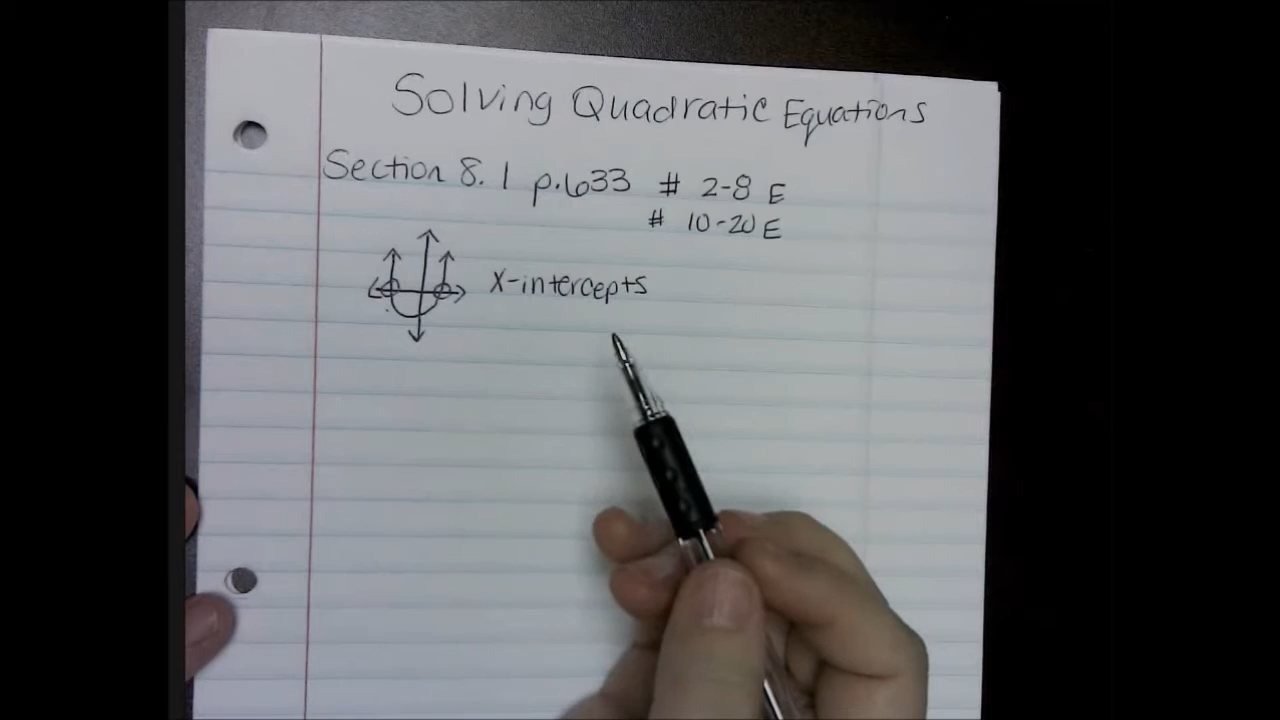 Solving Quadratic Equations
Section 8.1 p.633 # 2-8 E
# 10-20 E
x-intercepts